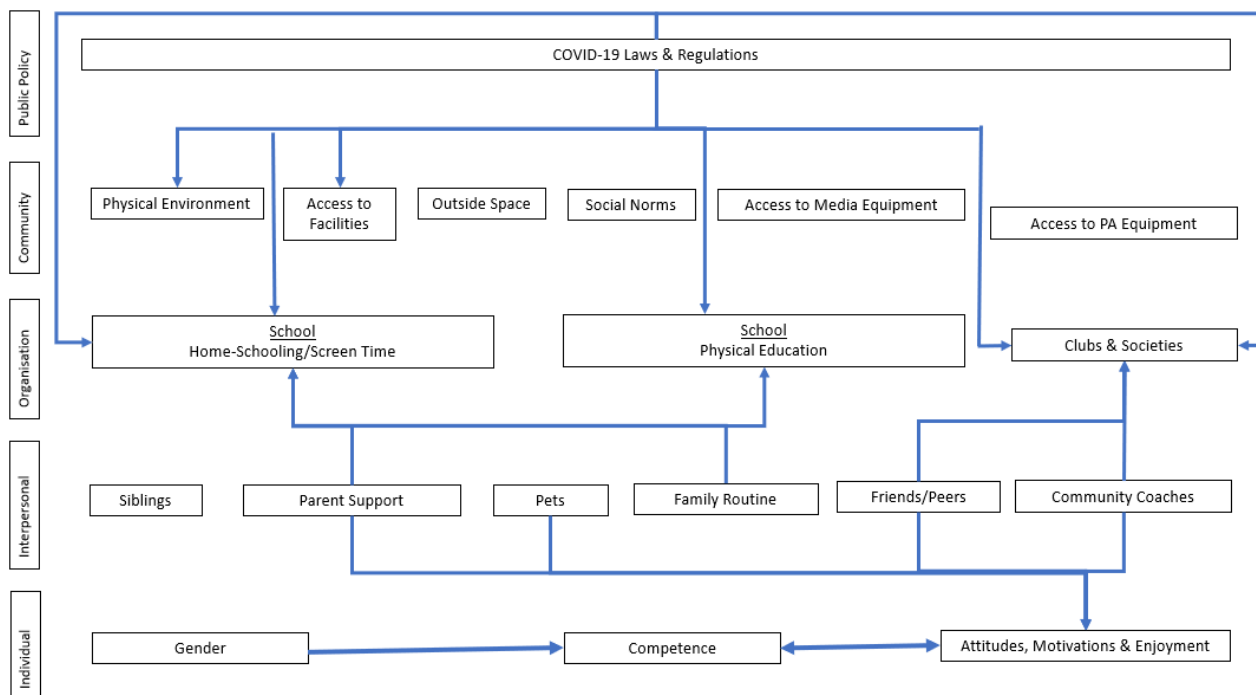 Public Policy
COVID-19 Laws & Regulations
Community
Physical Environment
Access to
Facilities
Outside Space
Social Norms
Access to Media Equipment
Access to PA Equipment
Organisation
School
Home-Schooling/Screen Time
School
Physical Education
Clubs & Societies
Interpersonal
Siblings
Parent Support
Pets
Family Routine
Friends/Peers
Community Coaches
Individual
Gender
Competence
Attitudes, Motivations & Enjoyment